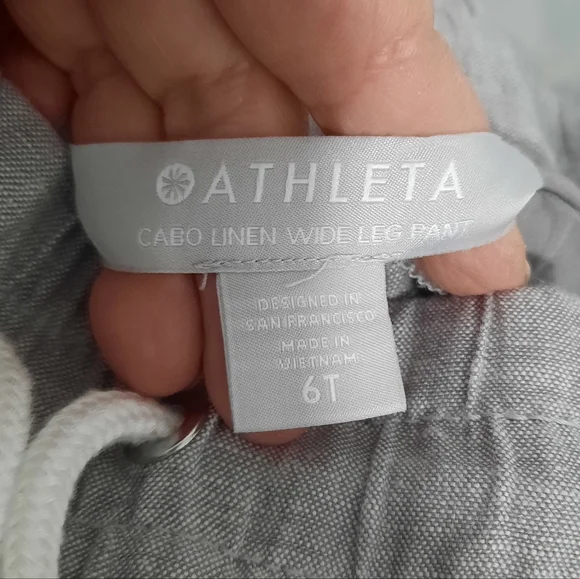 ATHLETA
CABO LINEN WIDE LEG PANT
DESIGNED IN
SAN FRANCISCO
MADE IN
VIETNAM
6T